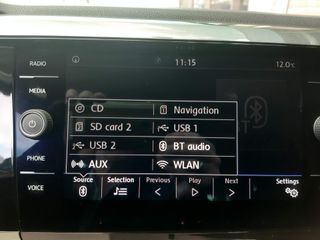 RADIO 11:15 12.0°C
MEDIA
CD Navigation
SD card 2 USB 1
USB 2 BT audio
AUX WLAN
PHONE
VOICE
Source Selection Previous Play Next Settings